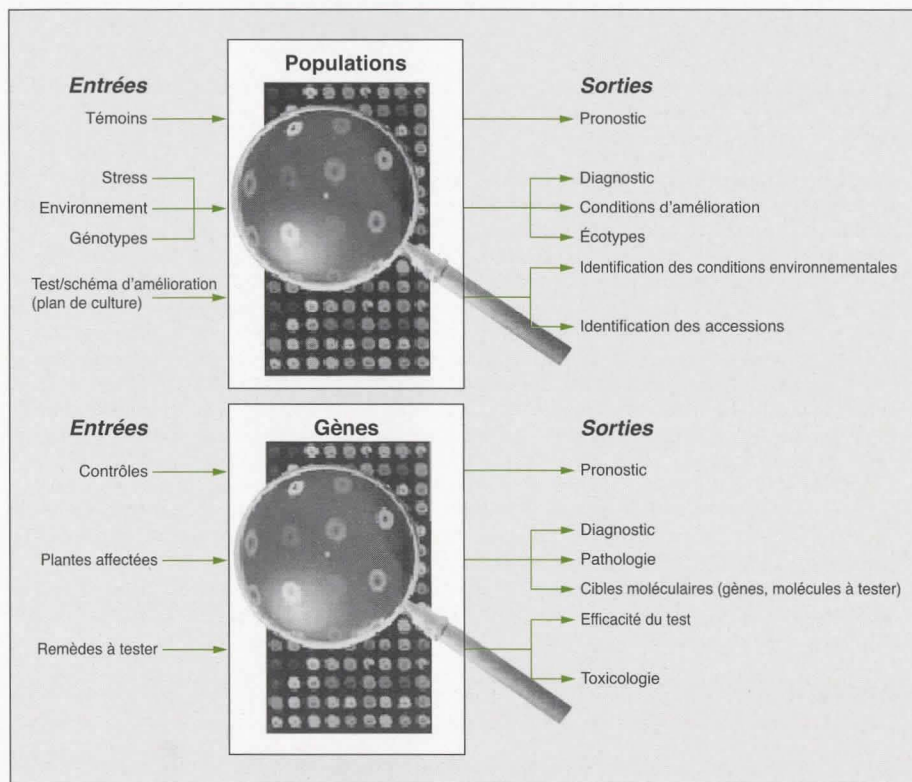 Populations
Entrées
Témoins
Stress
Environnement
Génotypes
Test/schéma d'amélioration
(plan de culture)
Sorties
Pronostic
Diagnostic
Conditions d'amélioration
Écotypes
Identification des conditions environnementales
Identification des accessions
Gènes
Entrées
Contrôles
Plantes affectées
Remèdes à tester
Sorties
Pronostic
Diagnostic
Pathologie
Cibles moléculaires (gènes, molécules à tester)
Efficacité du test
Toxicologie